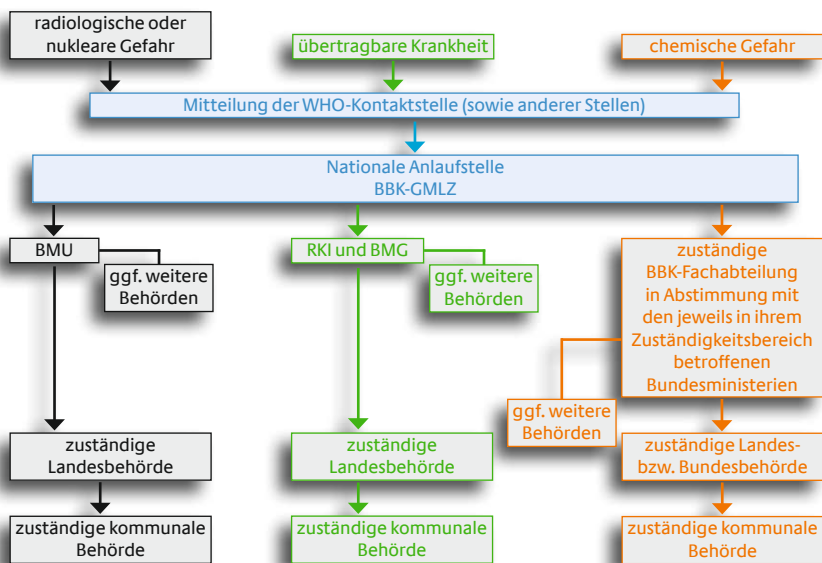 radiologische oder
nukleare Gefahr
übertragbare Krankheit
chemische Gefahr
Mitteilung der WHO-Kontaktstelle (sowie anderer Stellen)
Nationale Anlaufstelle
BBK-GMLZ
BMU
ggf. weitere
Behörden
RKI und BMG
ggf. weitere
Behörden
zuständige
BBK-Fachabteilung
in Abstimmung mit
den jeweils in ihrem
Zuständigkeitsbereich
betroffenen
Bundesministerien
ggf. weitere
Behörden
zuständige
Landesbehörde
zuständige
Landesbehörde
zuständige Landes-
bzw. Bundesbehörde
zuständige kommunale
Behörde
zuständige kommunale
Behörde
zuständige kommunale
Behörde